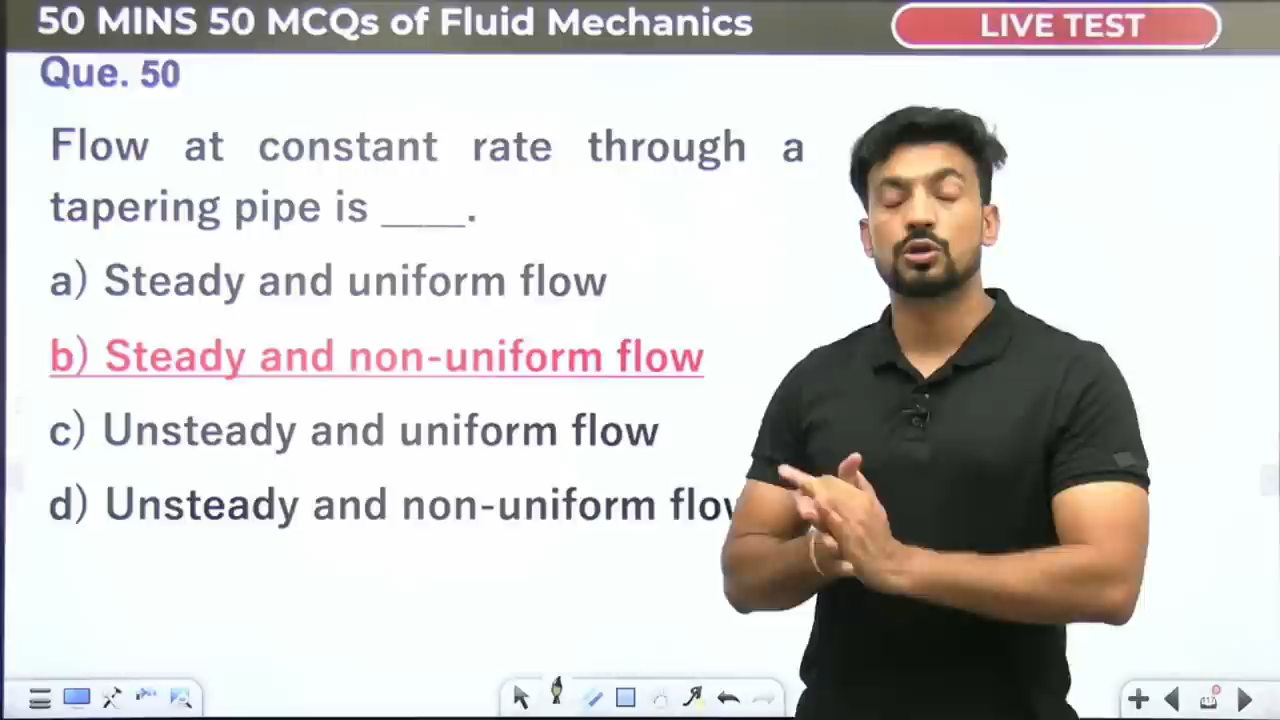 50 MINS 50 MCQs of Fluid Mechanics
LIVE TEST
Que. 50
Flow at constant rate through a
tapering pipe is ____.
a) Steady and uniform flow
b) Steady and non-uniform flow
c) Unsteady and uniform flow
d) Unsteady and non-uniform flow